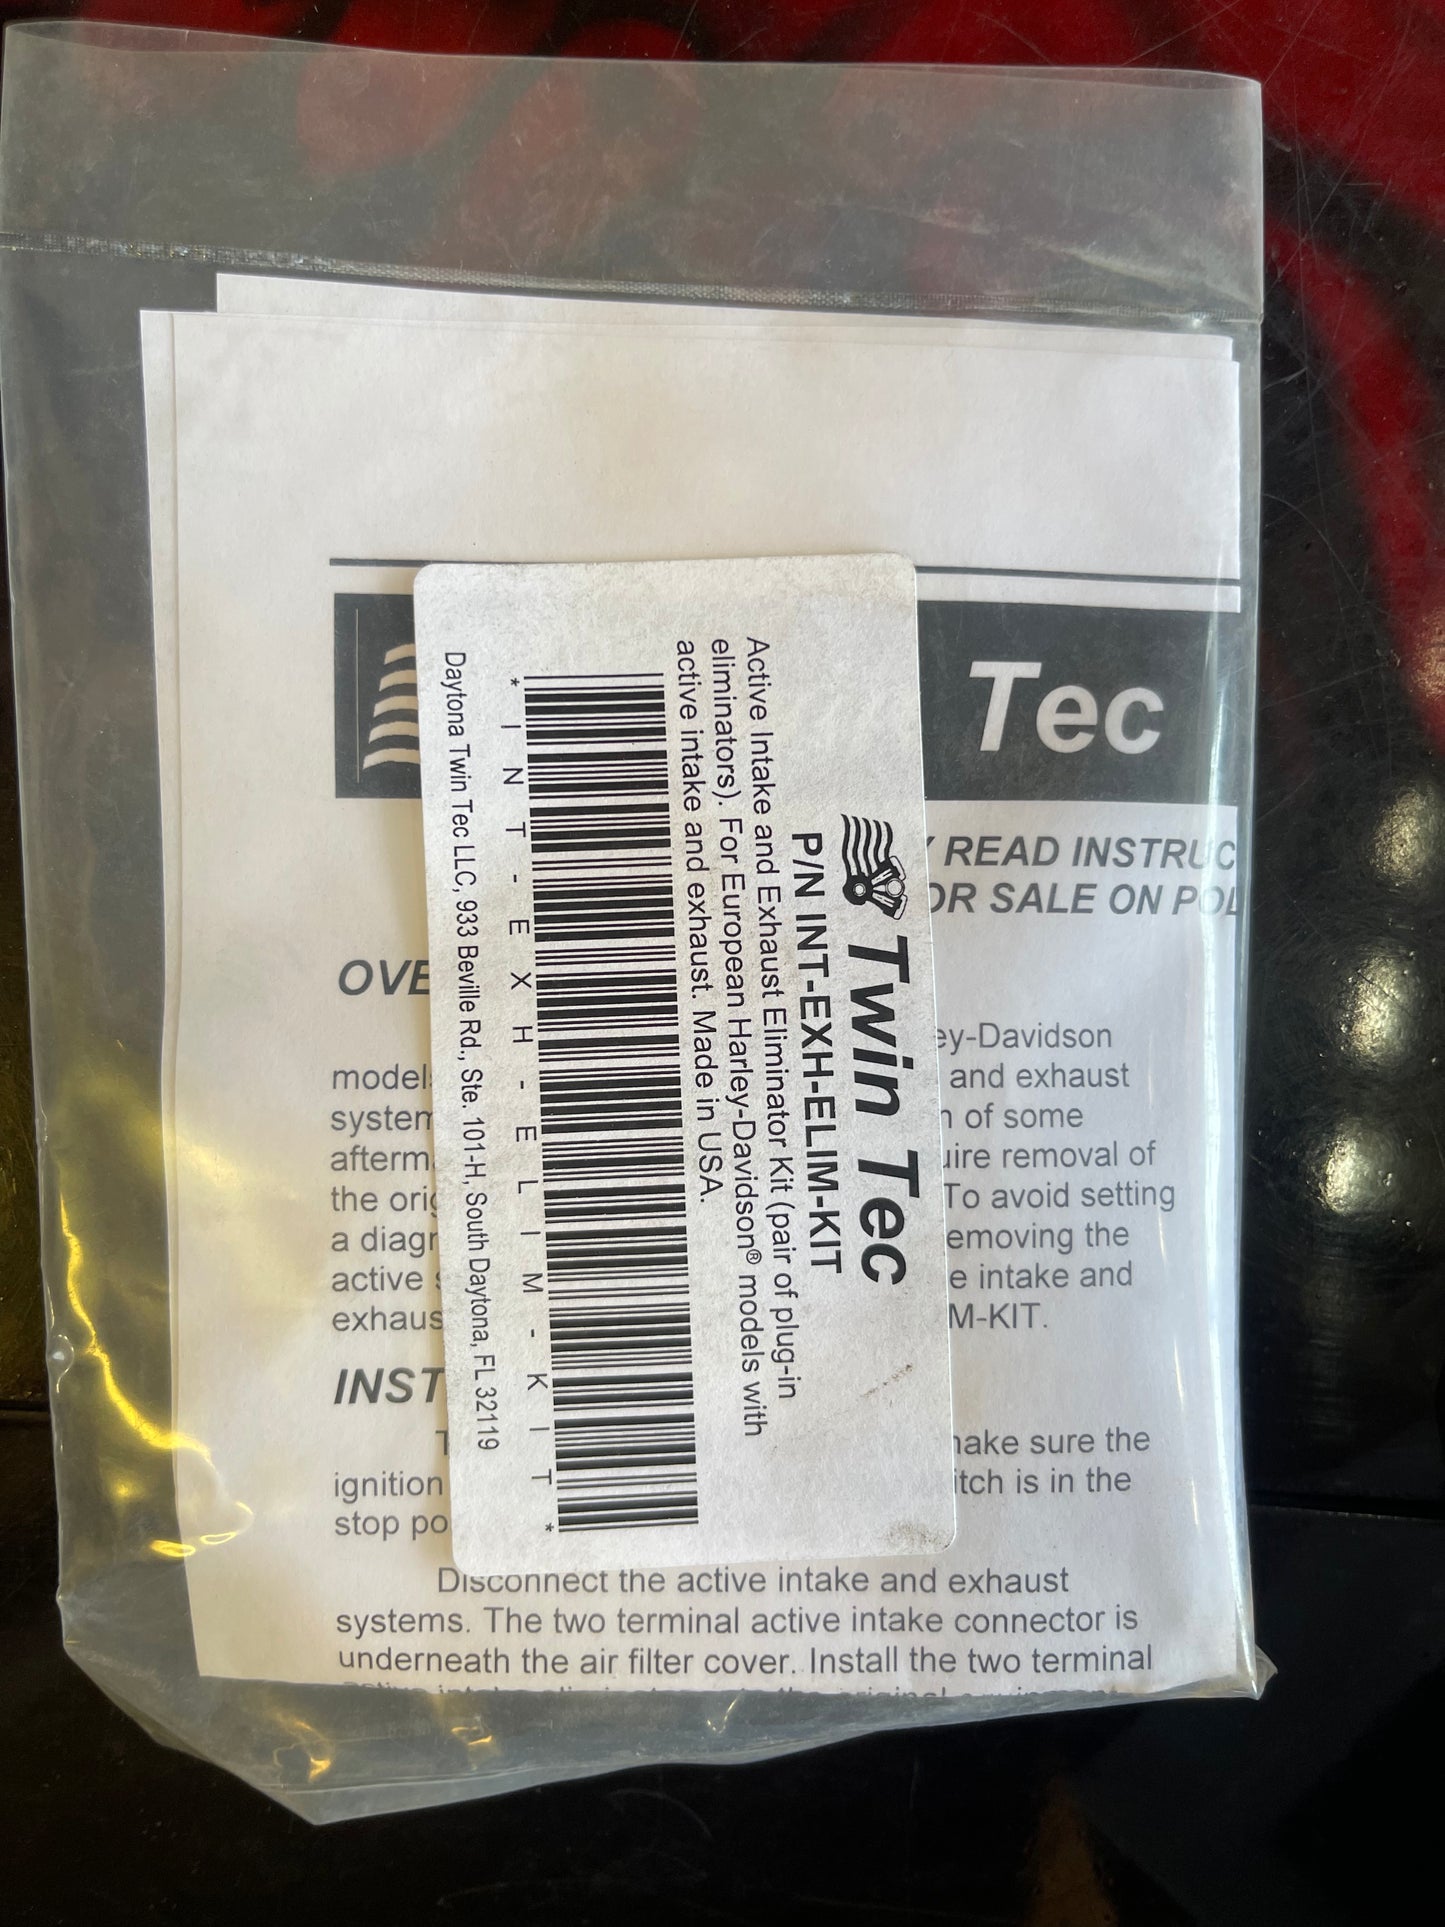 Twin Tec
P/N INT-EXH-ELIM-KIT
Active Intake and Exhaust Eliminator Kit (pair of plug-in
eliminators). For European Harley-Davidson® models with
active intake and exhaust. Made in USA.
*INT-EXH-ELIM-KIT*
Daytona Twin Tec LLC, 933 Beville Rd., Ste. 101-H, South Daytona, FL 32119
Tec
READ INSTRUC
OR SALE ON POL
OVE
ey-Davidson
model and exhaust
system of some
afterm uire removal of
the orig To avoid setting
a diagr emoving the
active e intake and
exhaus M-KIT.
INST
make sure the
ignition itch is in the
stop po
Disconnect the active intake and exhaust
systems. The two terminal active intake connector is
underneath the air filter cover. Install the two terminal